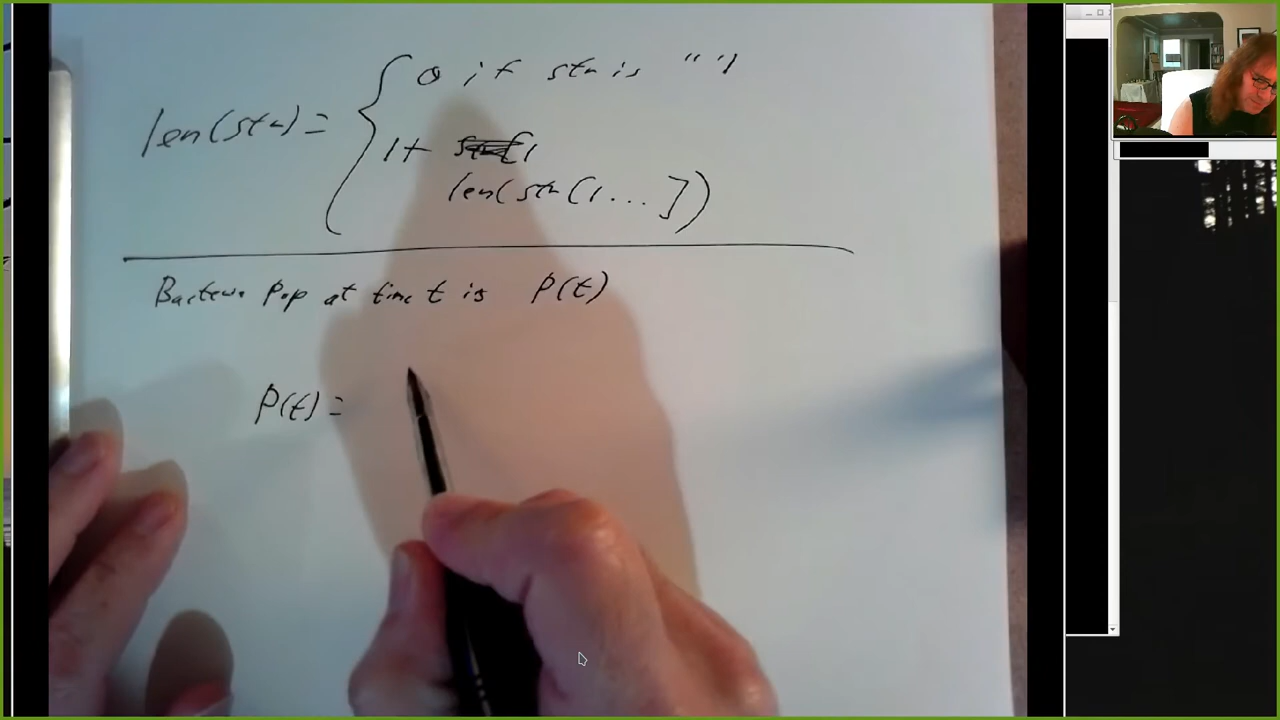 len(str) = { 0 if str is " "
1+
len(str[1...])
Bacteria Pop at time t is P(t)
P(t) =